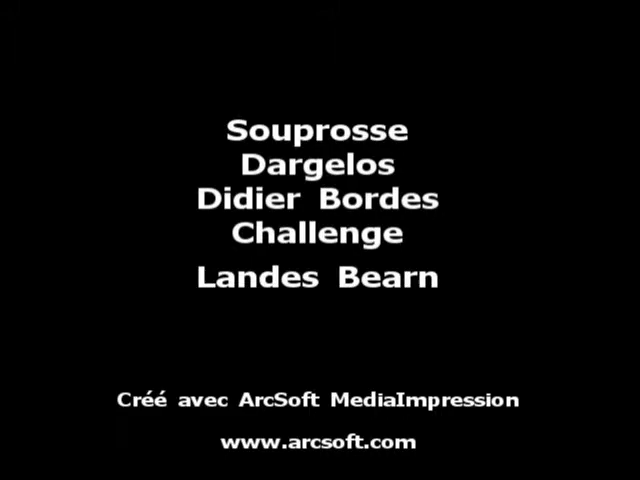 Souprosse
Dargelos
Didier Bordes
Challenge
Landes Bearn
Créé avec ArcSoft MediaImpression
www.arcsoft.com